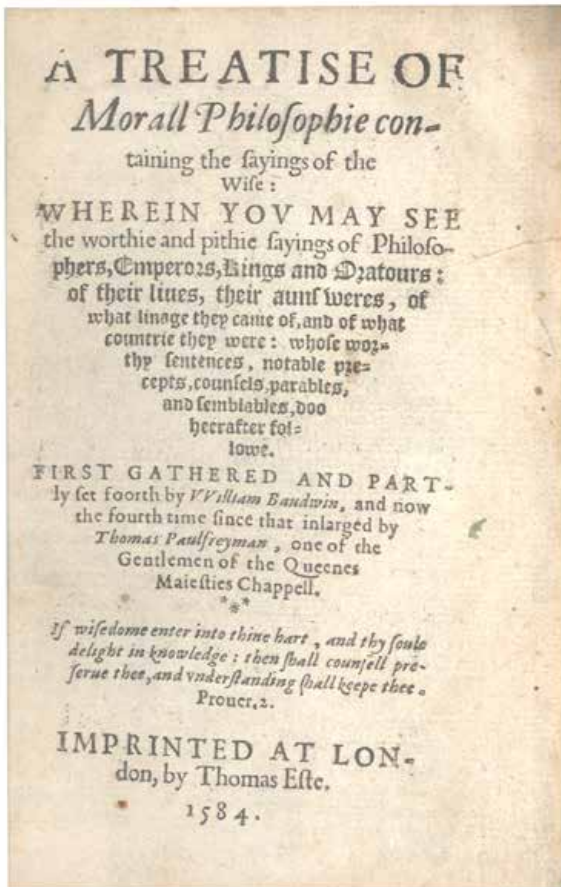 A TREATISE OF
Morall Philoſophie con-
taining the ſayings of the
Wiſe:
WHEREIN YOV MAY SEE
the worthie and pithie ſayings of Philoſo-
phers, Emperors, Kings and Oratours:
of their liues, their aunſweres, of
what linage they came of, and of what
countrie they were: whoſe wor-
thy ſentences, notable pre-
cepts, counſels, parables,
and ſemblables, doo
heerafter fol-
lowe.
FIRST GATHERED AND PART-
ly ſet foorth by VVilliam Baudwin, and now
the fourth time ſince that inlarged by
Thomas Paulfreyman, one of the
Gentlemen of the Queenes
Maieſties Chappell.
***
If wiſedome enter into thine hart, and thy ſoule
delight in knowledge: then ſhall counſell pre-
ſerue thee, and vnderſtanding ſhall keepe thee.
Prouer. 2.
IMPRINTED AT LON-
don, by Thomas Eſte.
1584.